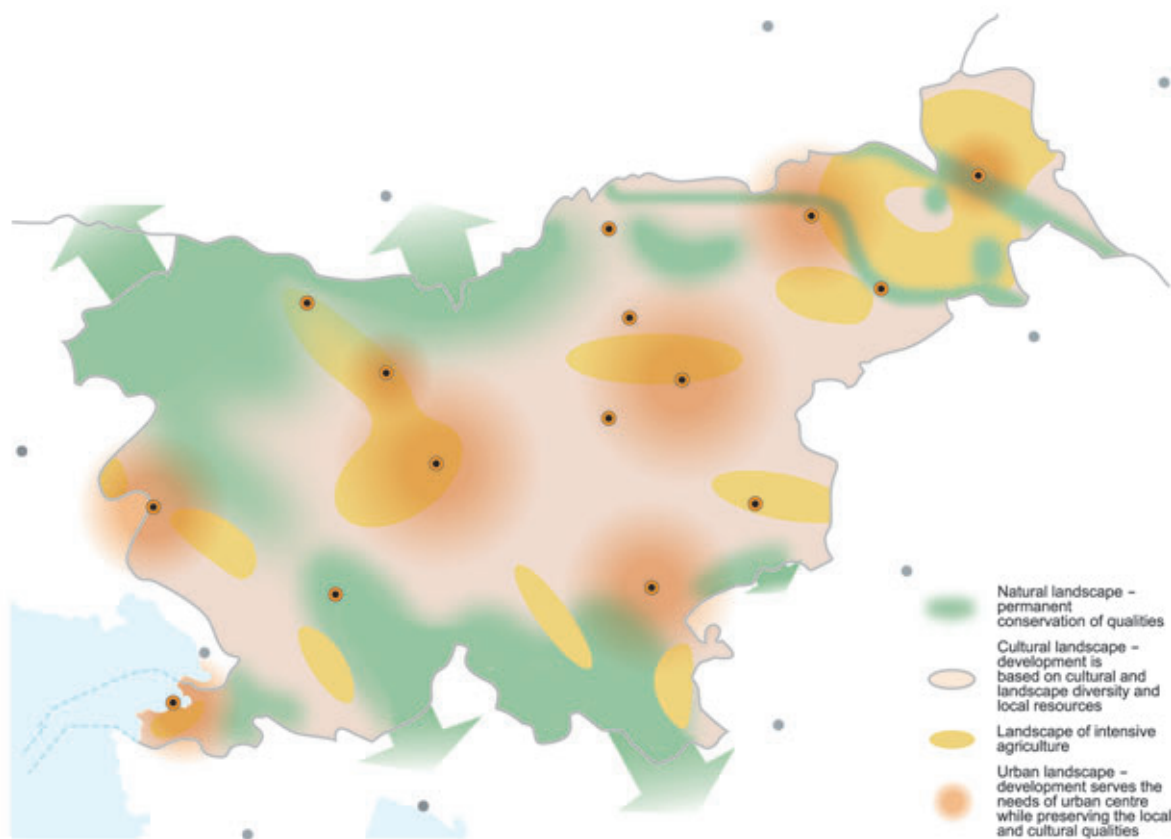 Natural landscape –
permanent
conservation of qualities
Cultural landscape –
development is
based on cultural and
landscape diversity and
local resources
Landscape of intensive
agriculture
Urban landscape –
development serves the
needs of urban centre
while preserving the local
and cultural qualities